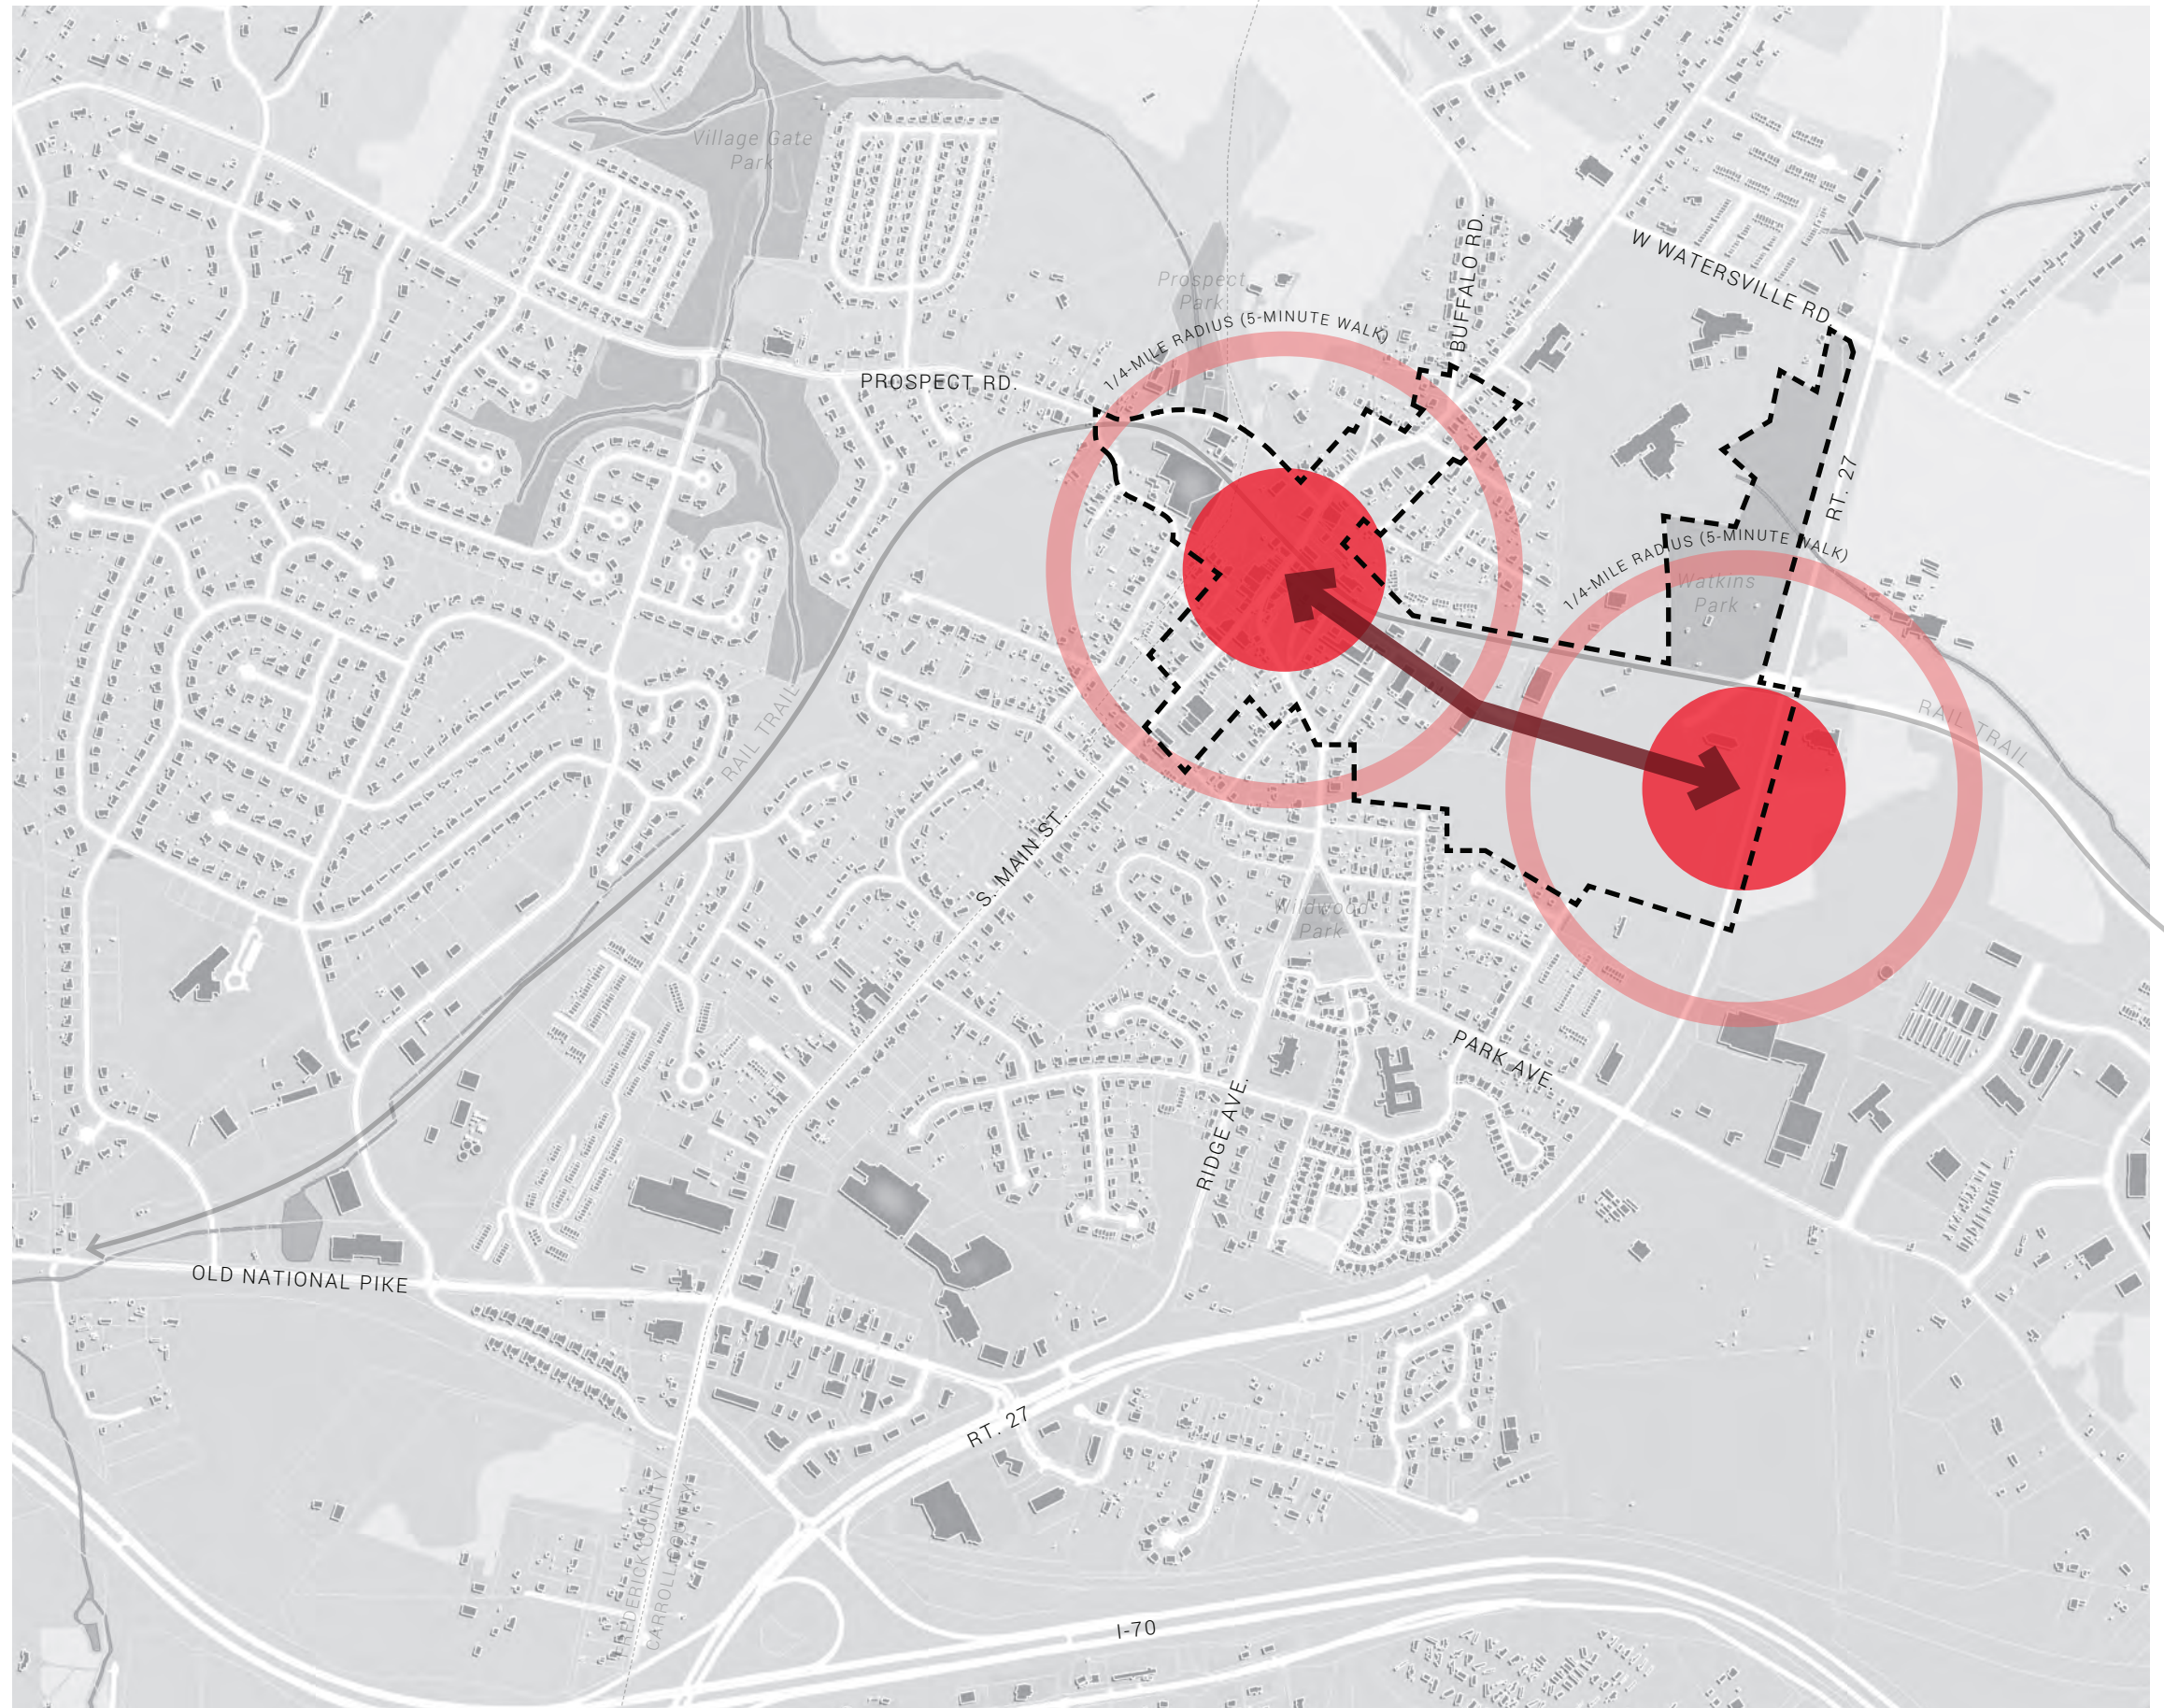 Village Gate
Park
Prospect
Park
BUFFALO RD.
W WATERSVILLE RD.
1/4-MILE RADIUS (5-MINUTE WALK)
PROSPECT RD.
RT. 27
1/4-MILE RADIUS (5-MINUTE WALK)
Watkins
Park
RAIL TRAIL
RAIL TRAIL
S. MAIN ST.
Wildwood
Park
PARK AVE.
RIDGE AVE.
OLD NATIONAL PIKE
RT. 27
FREDERICK COUNTY
CARROLL COUNTY
I-70